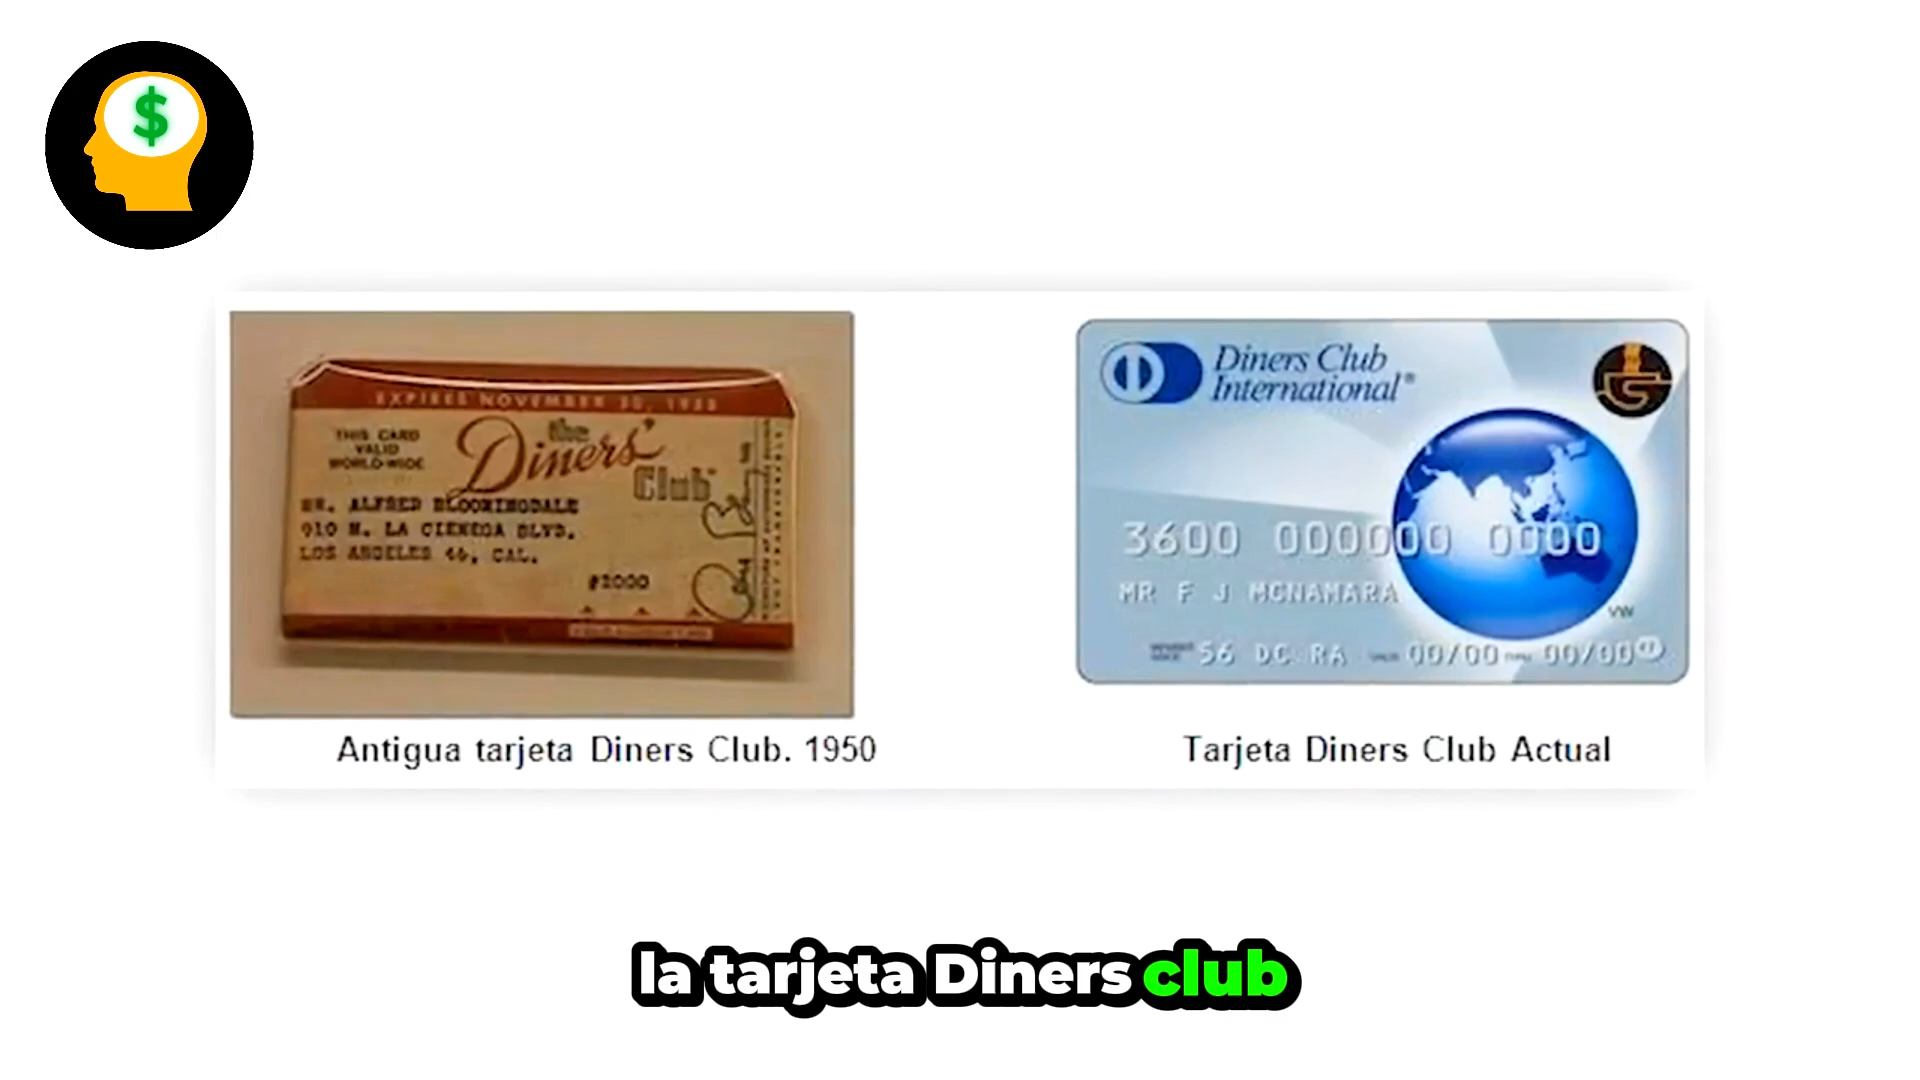 $
EXPIRES NOVEMBER 30,
THIS CARD
VALID
WORLD-WIDE
the
Diners'
Club
MR. ALFRED BLOOMINGDALE
910 N. LA CIENEGA BLVD.
LOS ANGELES 46, CAL.
#2000
Antigua tarjeta Diners Club. 1950
Diners Club
International®
3600 000000 0000
MR F J MCNAMARA
VW
56 DC RA 00/00 00/00
Tarjeta Diners Club Actual
la tarjeta Diners club